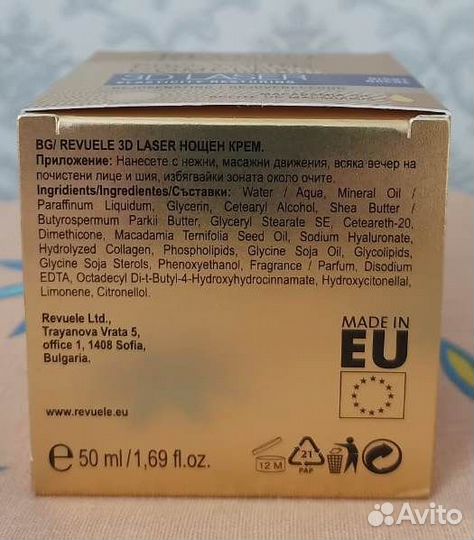 3D LASER
BG/ REVUELE 3D LASER НОЩЕН КРЕМ.
Приложение: Нанесете с нежни, масажни движения, всяка вечер на
почистени лице и шия, избягвайки зоната около очите.
Ingridients/Ingredientes/Съставки: Water / Aqua, Mineral Oil /
Paraffinum Liquidum, Glycerin, Cetearyl Alcohol, Shea Butter /
Butyrospermum Parkii Butter, Glyceryl Stearate SE, Ceteareth-20,
Dimethicone, Macadamia Ternifolia Seed Oil, Sodium Hyaluronate,
Hydrolyzed Collagen, Phospholipids, Glycine Soja Oil, Glycolipids,
Glycine Soja Sterols, Phenoxyethanol, Fragrance / Parfum, Disodium
EDTA, Octadecyl Di-t-Butyl-4-Hydroxyhydrocinnamate, Hydroxycitonellal,
Limonene, Citronellol.
Revuele Ltd.,
Trayanova Vrata 5,
office 1, 1408 Sofia,
Bulgaria.
MADE IN
EU
www.revuele.eu
e 50 ml/1,69 fl.oz.
12 M
21
PAP
Avito